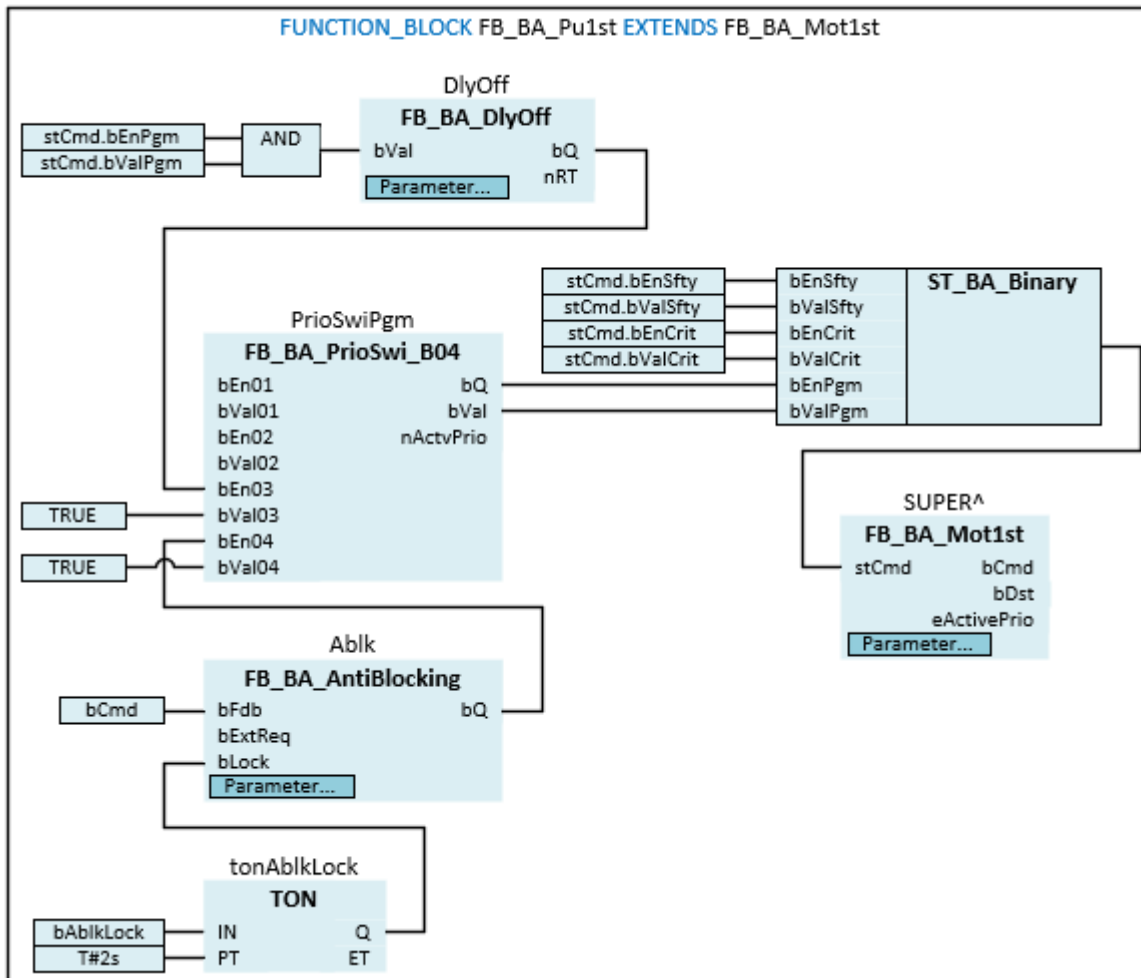 FUNCTION_BLOCK FB_BA_Pu1st EXTENDS FB_BA_Mot1st
DlyOff
FB_BA_DlyOff
stCmd.bEnPgm
stCmd.bValPgm
AND
bVal bQ
nRT
Parameter...
stCmd.bEnSfty
stCmd.bValSfty
stCmd.bEnCrit
stCmd.bValCrit
bEnSfty
bValSfty
bEnCrit
bValCrit
bEnPgm
bValPgm
ST_BA_Binary
PrioSwiPgm
FB_BA_PrioSwi_B04
bEn01 bQ
bVal01 bVal
bEn02 nActvPrio
bVal02
bEn03
TRUE bVal03
bEn04
TRUE bVal04
SUPER^
FB_BA_Mot1st
stCmd bCmd
bDst
eActivePrio
Parameter...
Ablk
FB_BA_AntiBlocking
bCmd bFdb bQ
bExtReq
bLock
Parameter...
tonAblkLock
TON
bAblkLock IN Q
T#2s PT ET